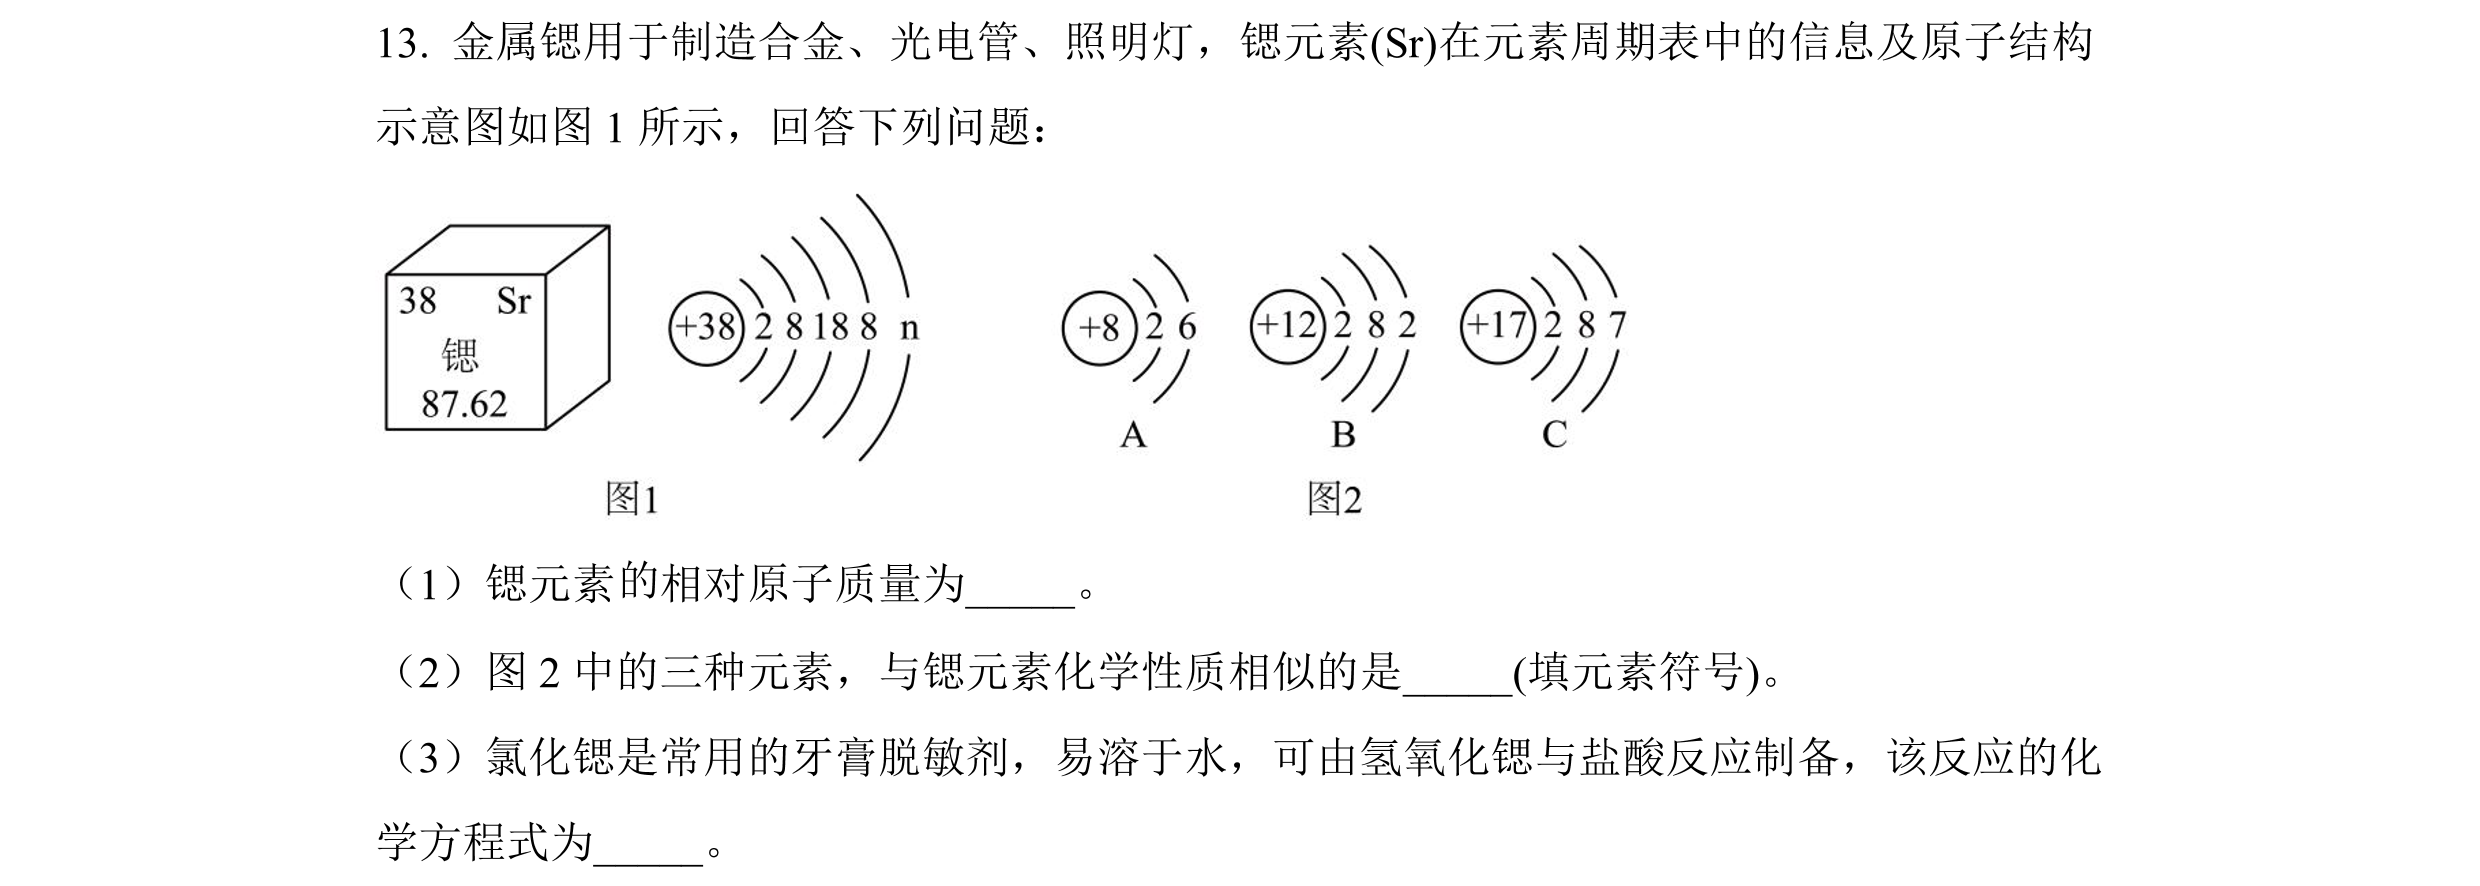 13. 金属锶用于制造合金、光电管、照明灯，锶元素(Sr)在元素周期表中的信息及原子结构
示意图如图 1 所示，回答下列问题：
38 Sr
锶
87.62
+38 2 8 18 8 n
图1
+8 2 6
A
+12 2 8 2
B
+17 2 8 7
C
图2
（1）锶元素的相对原子质量为_____。
（2）图 2 中的三种元素，与锶元素化学性质相似的是_____(填元素符号)。
（3）氯化锶是常用的牙膏脱敏剂，易溶于水，可由氢氧化锶与盐酸反应制备，该反应的化
学方程式为_____。